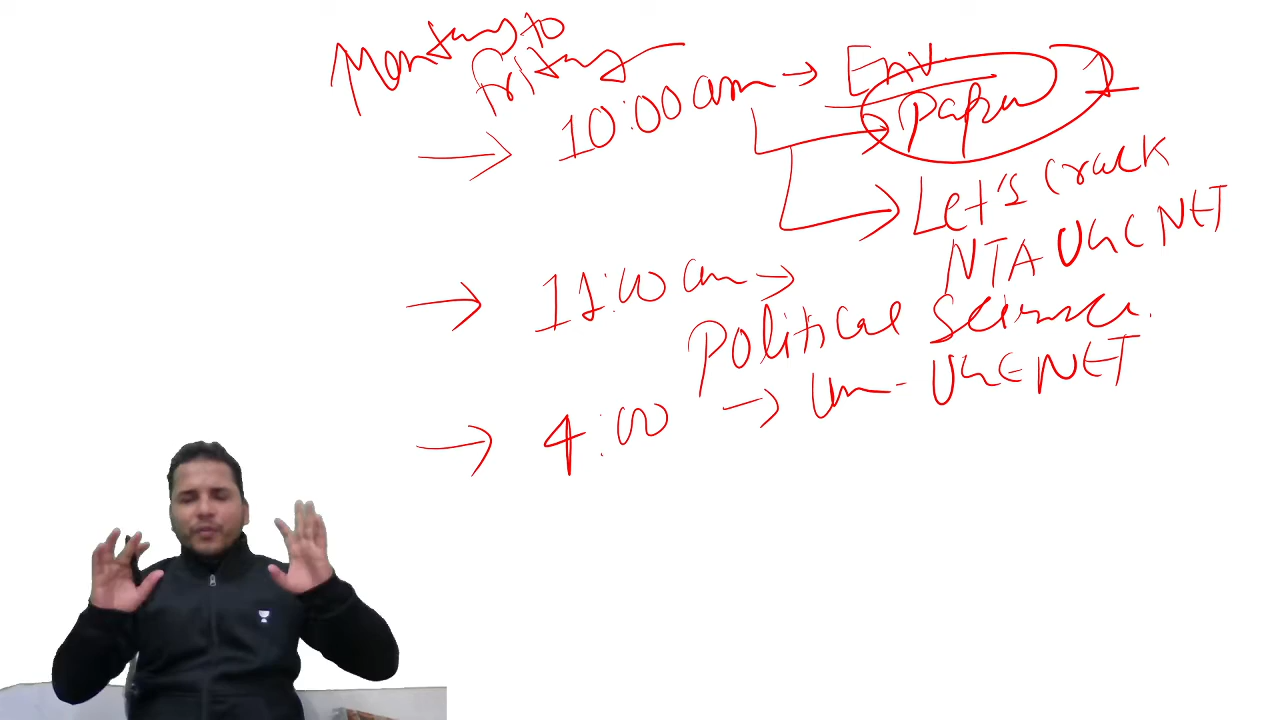 Monday to
Friday
→ 10:00 am → Env.
Paper 1
→ Let's crack
NTA UGC NET
→ 11:00 am →
Political Science.
→ 4:00 → Un- UGC NET